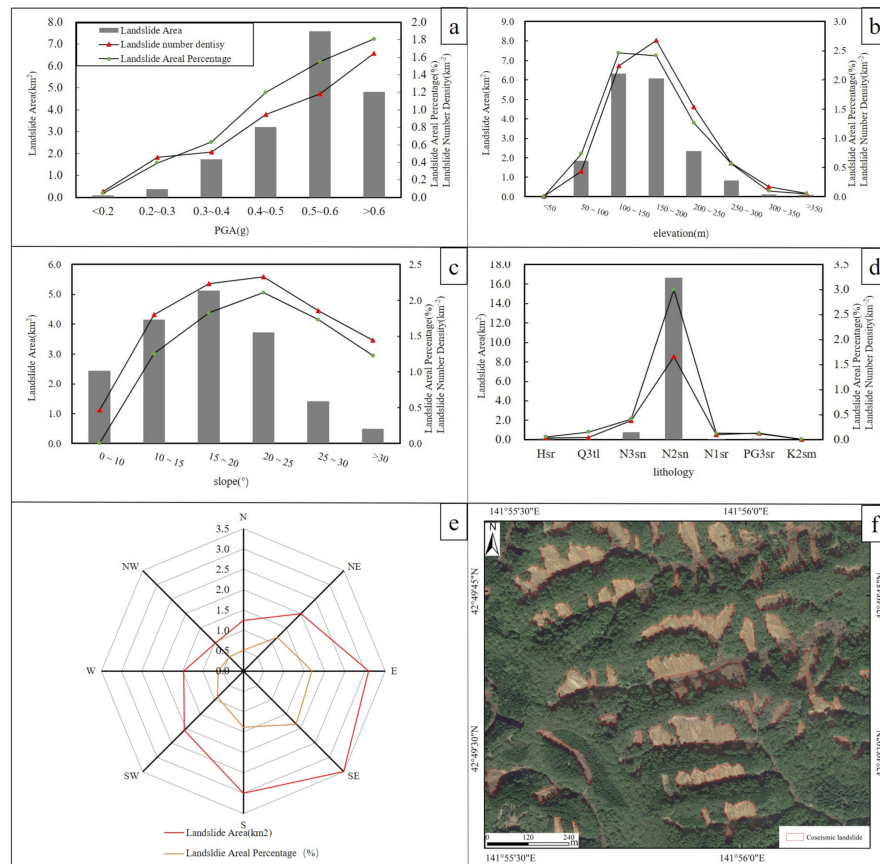 a
Landslide Area
Landslide number dentisy
Landslide Areal Percentage
8.0
7.0
6.0
5.0
4.0
3.0
2.0
1.0
0.0
Landslide Area(km²)
2.0
1.8
1.6
1.4
1.2
1.0
0.8
0.6
0.4
0.2
0.0
Landslide Areal Percentage(%)
Landslide Number Density(km⁻²)
<0.2 0.2~0.3 0.3~0.4 0.4~0.5 0.5~0.6 >0.6
PGA(g)
b
9.0
8.0
7.0
6.0
5.0
4.0
3.0
2.0
1.0
0.0
Landslide Area(km²)
3.0
2.5
2.0
1.5
1.0
0.5
0.0
Landslide Areal Percentage(%)
Landslide Number Density(km⁻²)
<50 50~100 100~150 150~200 200~250 250~300 300~350 >350
elevation(m)
c
6.0
5.0
4.0
3.0
2.0
1.0
0.0
Landslide Area(km²)
2.5
2.0
1.5
1.0
0.5
0.0
Landslide Areal Percentage(%)
Landslide Number Density(km⁻²)
0~10 10~15 15~20 20~25 25~30 >30
slope(°)
d
18.0
16.0
14.0
12.0
10.0
8.0
6.0
4.0
2.0
0.0
Landslide Area(km²)
3.5
3.0
2.5
2.0
1.5
1.0
0.5
0.0
Landslide Areal Percentage(%)
Landslide Number Density(km⁻²)
Hsr Q3tl N3sn N2sn N1sr PG3sr K2sm
lithology
e
N
NE
E
SE
S
SW
W
NW
3.5
3.0
2.5
2.0
1.5
1.0
0.5
0.0
Landslide Area(km2)
Landsldie Areal Percentage (%)
f
141°55'30"E 141°56'0"E
N
42°49'45"N
42°49'30"N
42°49'45"N
42°49'30"N
0 120 240
m
Coseismic landslide
141°55'30"E 141°56'0"E